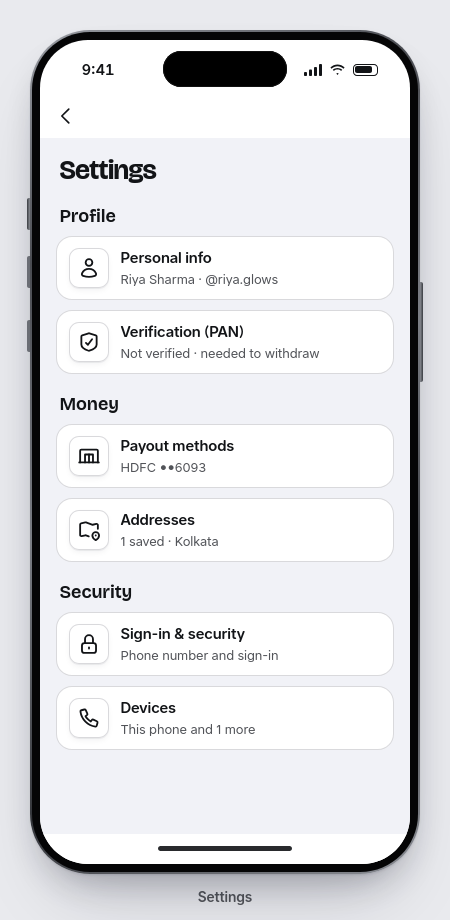 9:41
Settings
Profile
Personal info
Riya Sharma · @riya.glows
Verification (PAN)
Not verified · needed to withdraw
Money
Payout methods
HDFC ••6093
Addresses
1 saved · Kolkata
Security
Sign-in & security
Phone number and sign-in
Devices
This phone and 1 more
Settings